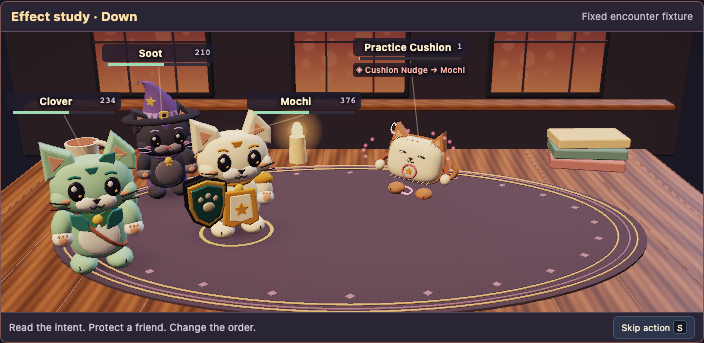 Effect study · Down
Fixed encounter fixture
Soot 210
Practice Cushion 1
◈ Cushion Nudge → Mochi
Clover 234
Mochi 376
Read the intent. Protect a friend. Change the order.
Skip action S